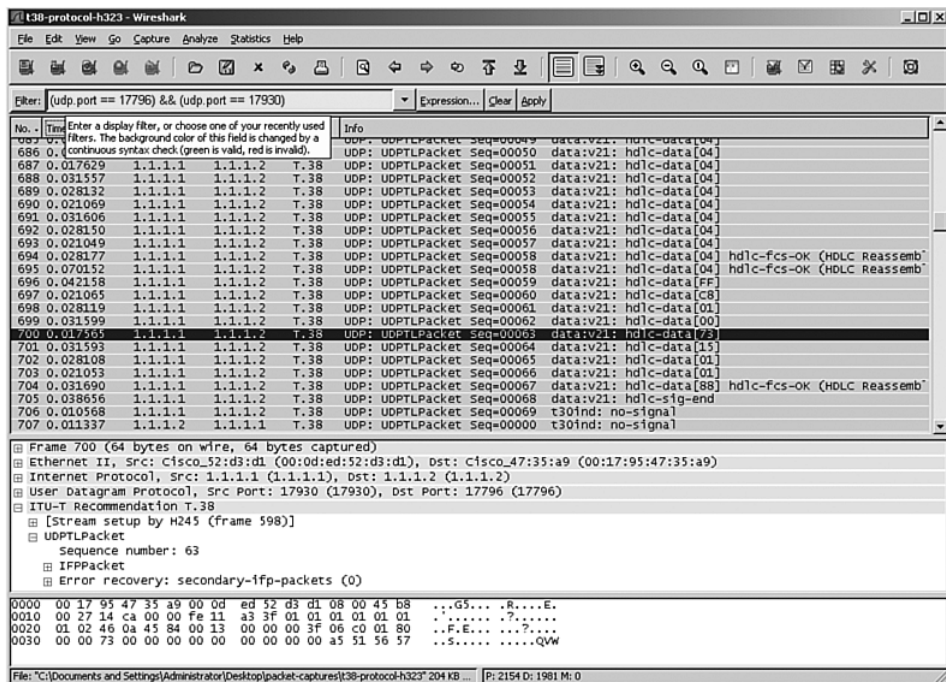 t38-protocol-h323 - Wireshark
File Edit View Go Capture Analyze Statistics Help
Filter: (udp.port == 17796) && (udp.port == 17930) Expression... Clear Apply
No. . Time Info
Enter a display filter, or choose one of your recently used
filters. The background color of this field is changed by a
continuous syntax check (green is valid, red is invalid).
685 UDP: UDPTLPacket Seq=00049 data:v21: hdlc-data[04]
686 UDP: UDPTLPacket Seq=00050 data:v21: hdlc-data[04]
687 0.017629 1.1.1.1 1.1.1.2 T.38 UDP: UDPTLPacket Seq=00051 data:v21: hdlc-data[04]
688 0.031557 1.1.1.1 1.1.1.2 T.38 UDP: UDPTLPacket Seq=00052 data:v21: hdlc-data[04]
689 0.028132 1.1.1.1 1.1.1.2 T.38 UDP: UDPTLPacket Seq=00053 data:v21: hdlc-data[04]
690 0.021069 1.1.1.1 1.1.1.2 T.38 UDP: UDPTLPacket Seq=00054 data:v21: hdlc-data[04]
691 0.031606 1.1.1.1 1.1.1.2 T.38 UDP: UDPTLPacket Seq=00055 data:v21: hdlc-data[04]
692 0.028150 1.1.1.1 1.1.1.2 T.38 UDP: UDPTLPacket Seq=00056 data:v21: hdlc-data[04]
693 0.021049 1.1.1.1 1.1.1.2 T.38 UDP: UDPTLPacket Seq=00057 data:v21: hdlc-data[04]
694 0.028177 1.1.1.1 1.1.1.2 T.38 UDP: UDPTLPacket Seq=00058 data:v21: hdlc-data[04] hdlc-fcs-OK (HDLC Reassemb
695 0.070152 1.1.1.1 1.1.1.2 T.38 UDP: UDPTLPacket Seq=00058 data:v21: hdlc-data[04] hdlc-fcs-OK (HDLC Reassemb
696 0.042158 1.1.1.1 1.1.1.2 T.38 UDP: UDPTLPacket Seq=00059 data:v21: hdlc-data[FF]
697 0.021065 1.1.1.1 1.1.1.2 T.38 UDP: UDPTLPacket Seq=00060 data:v21: hdlc-data[C8]
698 0.028119 1.1.1.1 1.1.1.2 T.38 UDP: UDPTLPacket Seq=00061 data:v21: hdlc-data[01]
699 0.031599 1.1.1.1 1.1.1.2 T.38 UDP: UDPTLPacket Seq=00062 data:v21: hdlc-data[00]
700 0.017565 1.1.1.1 1.1.1.2 T.38 UDP: UDPTLPacket Seq=00063 data:v21: hdlc-data[73]
701 0.031593 1.1.1.1 1.1.1.2 T.38 UDP: UDPTLPacket Seq=00064 data:v21: hdlc-data[15]
702 0.028108 1.1.1.1 1.1.1.2 T.38 UDP: UDPTLPacket Seq=00065 data:v21: hdlc-data[01]
703 0.021053 1.1.1.1 1.1.1.2 T.38 UDP: UDPTLPacket Seq=00066 data:v21: hdlc-data[01]
704 0.031690 1.1.1.1 1.1.1.2 T.38 UDP: UDPTLPacket Seq=00067 data:v21: hdlc-data[88] hdlc-fcs-OK (HDLC Reassemb
705 0.038656 1.1.1.1 1.1.1.2 T.38 UDP: UDPTLPacket Seq=00068 data:v21: hdlc-sig-end
706 0.010568 1.1.1.1 1.1.1.2 T.38 UDP: UDPTLPacket Seq=00069 t30ind: no-signal
707 0.011337 1.1.1.2 1.1.1.1 T.38 UDP: UDPTLPacket Seq=00000 t30ind: no-signal
Frame 700 (64 bytes on wire, 64 bytes captured)
Ethernet II, Src: Cisco_52:d3:d1 (00:0d:ed:52:d3:d1), Dst: Cisco_47:35:a9 (00:17:95:47:35:a9)
Internet Protocol, Src: 1.1.1.1 (1.1.1.1), Dst: 1.1.1.2 (1.1.1.2)
User Datagram Protocol, Src Port: 17930 (17930), Dst Port: 17796 (17796)
ITU-T Recommendation T.38
[Stream setup by H245 (frame 598)]
UDPTLPacket
Sequence number: 63
IFPPacket
Error recovery: secondary-ifp-packets (0)
0000 00 17 95 47 35 a9 00 0d ed 52 d3 d1 08 00 45 b8 ...G5... .R....E.
0010 00 27 14 ca 00 00 fe 11 a3 3f 01 01 01 01 01 01 .'...... .?......
0020 01 02 46 0a 45 84 00 13 00 00 00 3f 06 c0 01 80 ..F.E... ...?....
0030 00 00 73 00 00 00 00 00 00 00 00 00 a5 51 56 57 ..s..... .....QVW
File: "C:\Documents and Settings\Administrator\Desktop\packet-captures\t38-protocol-h323" 204 KB ... P: 2154 D: 1981 M: 0